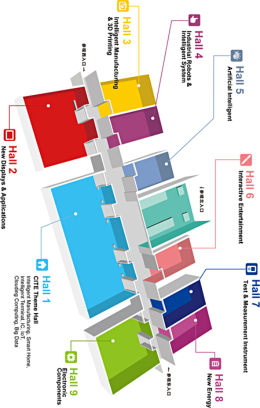 Hall 1
CITE Theme Hall
Intelligent Manufacturing, Smart Home,
Intelligent Terminal, IC, IoT,
Clouding Computing, Big Data
Hall 2
New Displays & Applications
Hall 3
Intelligent Manufacturing
& 3D Printing
Hall 4
Industrial Robots &
Intelligent System
Hall 5
Artificial Intelligent
Hall 6
Interactive Entertainment
Hall 7
Test & Measurement Instrument
Hall 8
New Energy
Hall 9
Electronic
Components